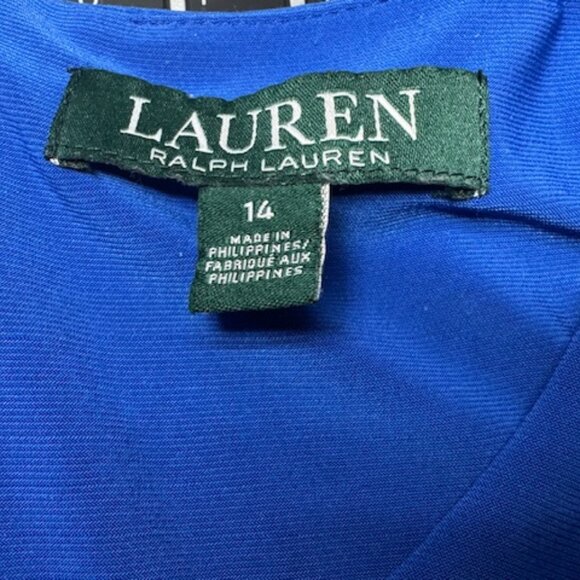 LAUREN
RALPH LAUREN
14
MADE IN
PHILIPPINES/
FABRIQUÉ AUX
PHILIPPINES